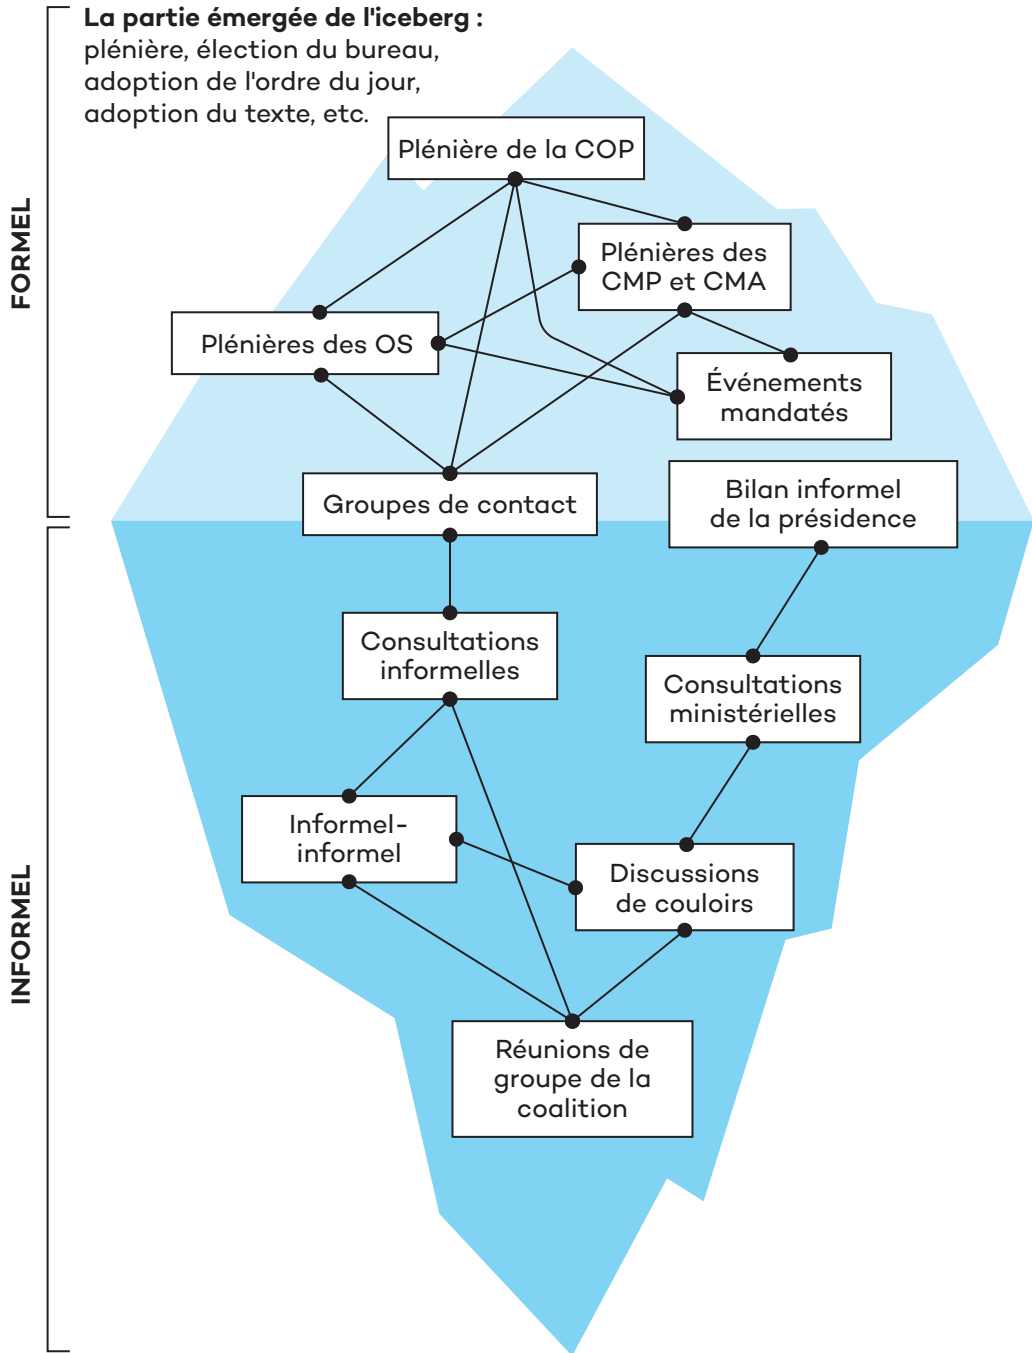 La partie émergée de l'iceberg :
plénière, élection du bureau,
adoption de l'ordre du jour,
adoption du texte, etc.
FORMEL
Plénière de la COP
Plénières des
CMP et CMA
Plénières des OS
Événements
mandatés
Groupes de contact
Bilan informel
de la présidence
INFORMEL
Consultations
informelles
Consultations
ministérielles
Informel-
informel
Discussions
de couloirs
Réunions de
groupe de la
coalition